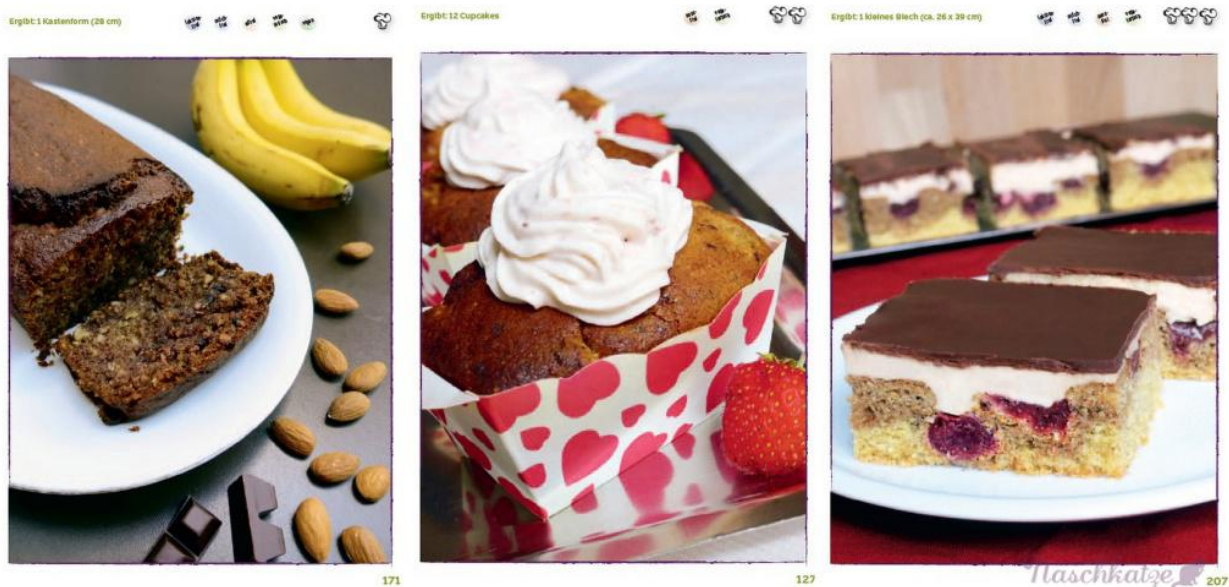 Ergibt: 1 Kastenform (28 cm)
Ergibt: 12 Cupcakes
Ergibt: 1 kleines Blech (ca. 26 x 39 cm)
171
127
Naschkatze
207